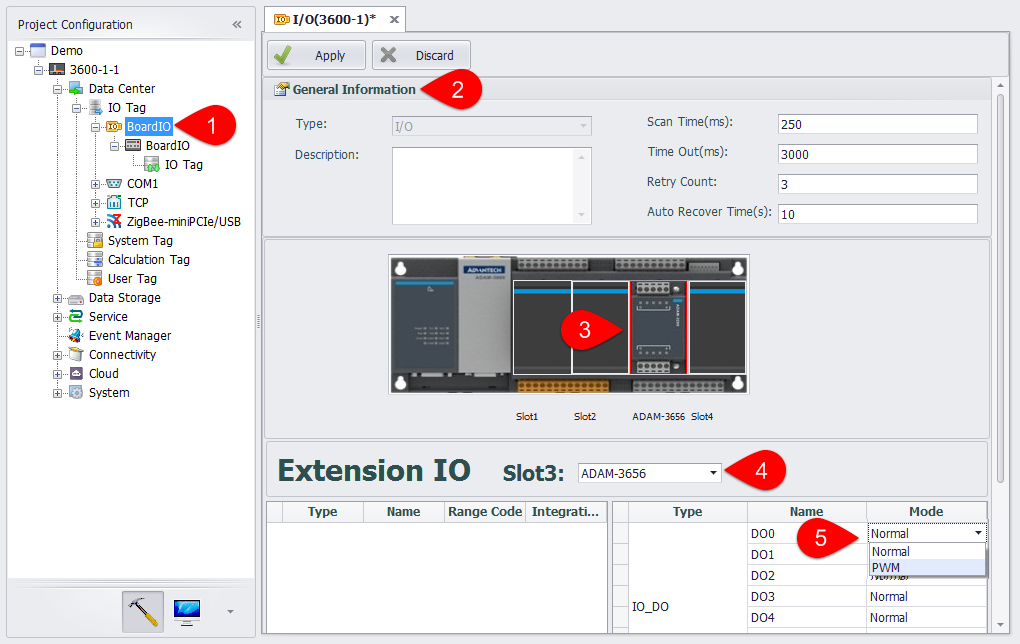 Project Configuration
Demo
3600-1-1
Data Center
IO Tag
BoardIO
1
BoardIO
IO Tag
COM1
TCP
ZigBee-miniPCIe/USB
System Tag
Calculation Tag
User Tag
Data Storage
Service
Event Manager
Connectivity
Cloud
System
I/O(3600-1)*
Apply
Discard
General Information
2
Type:
I/O
Description:
Scan Time(ms):
250
Time Out(ms):
3000
Retry Count:
3
Auto Recover Time(s):
10
ADVANTECH
ADAM-3600
3
Slot1
Slot2
ADAM-3656
Slot4
Extension IO
Slot3:
ADAM-3656
4
Type
Name
Range Code
Integrati...
Type
Name
Mode
IO_DO
DO0
5
Normal
Normal
PWM
DO1
DO2
Normal
DO3
Normal
DO4
Normal